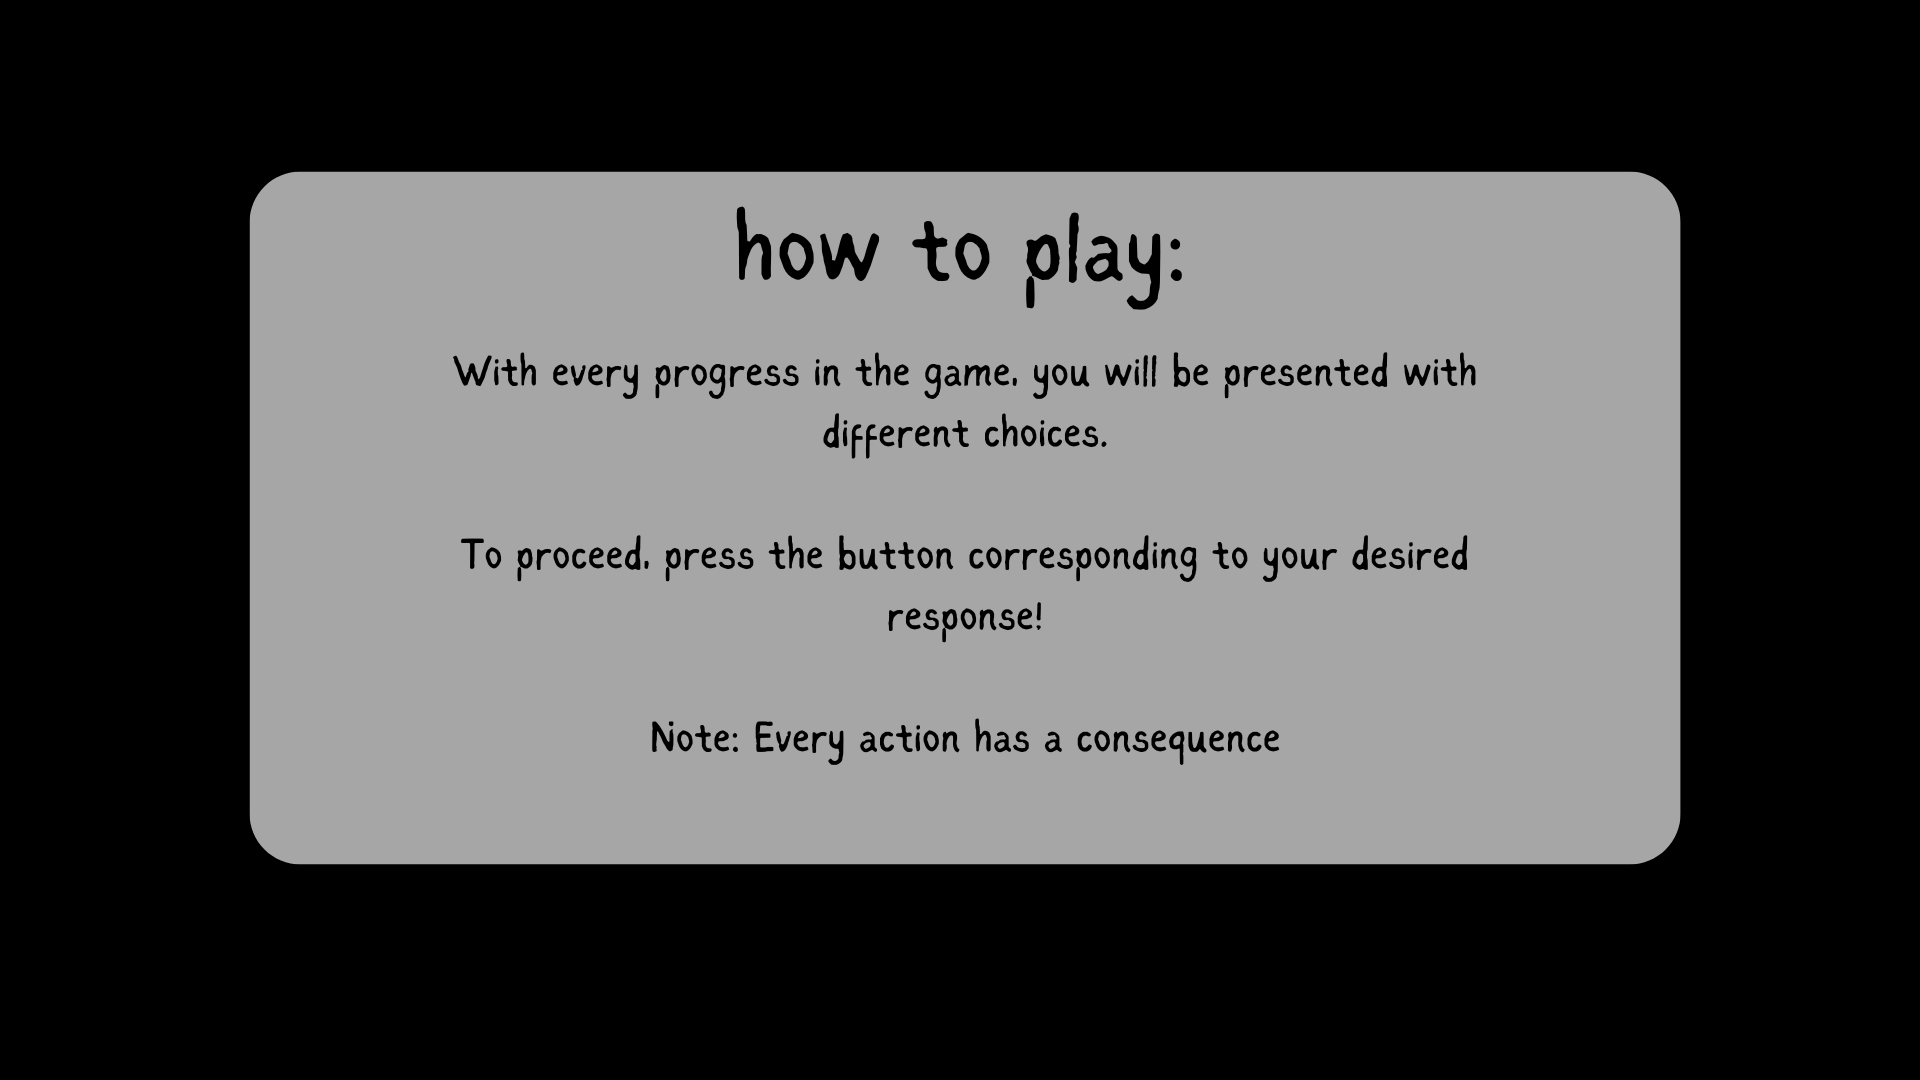 how to play:
With every progress in the game, you will be presented with
different choices.
To proceed, press the button corresponding to your desired
response!
Note: Every action has a consequence